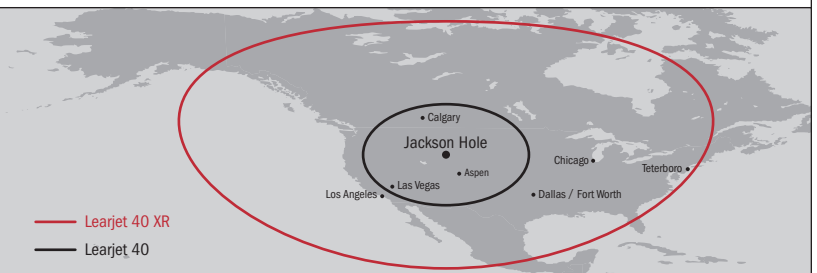 Calgary
Jackson Hole
Aspen
Chicago
Teterboro
Las Vegas
Los Angeles
Dallas / Fort Worth
Learjet 40 XR
Learjet 40